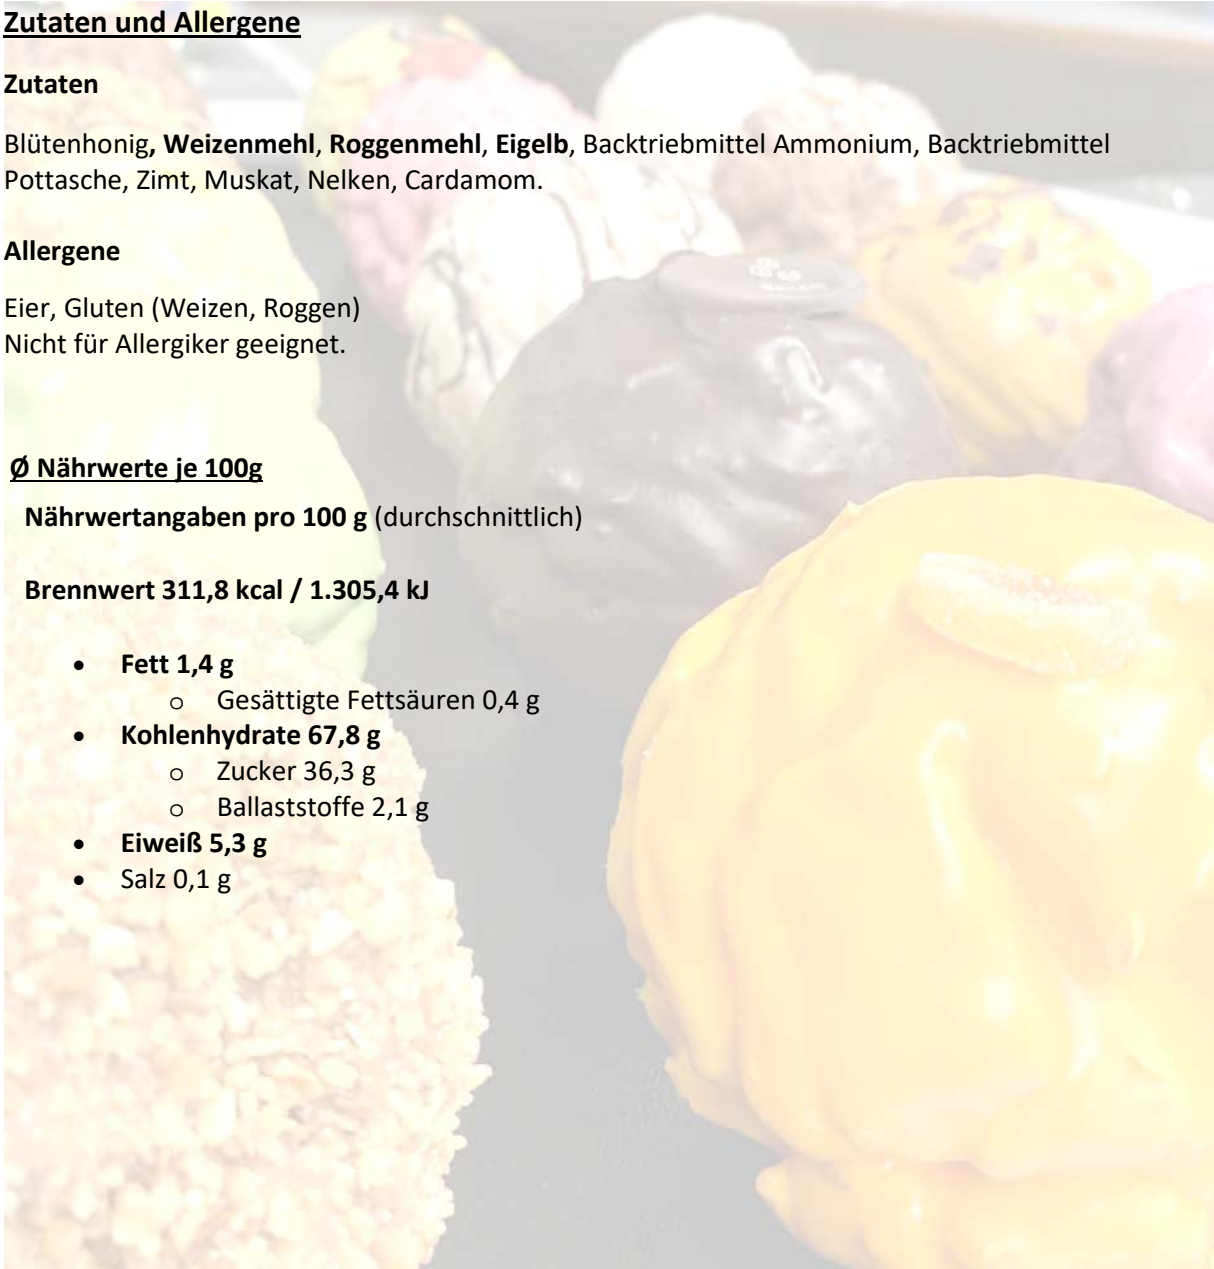 Zutaten und Allergene
Zutaten
Blütenhonig, Weizenmehl, Roggenmehl, Eigelb, Backtriebmittel Ammonium, Backtriebmittel
Pottasche, Zimt, Muskat, Nelken, Cardamom.
Allergene
Eier, Gluten (Weizen, Roggen)
Nicht für Allergiker geeignet.
Ø Nährwerte je 100g
Nährwertangaben pro 100 g (durchschnittlich)
Brennwert 311,8 kcal / 1.305,4 kJ
• Fett 1,4 g
o Gesättigte Fettsäuren 0,4 g
• Kohlenhydrate 67,8 g
o Zucker 36,3 g
o Ballaststoffe 2,1 g
• Eiweiß 5,3 g
• Salz 0,1 g